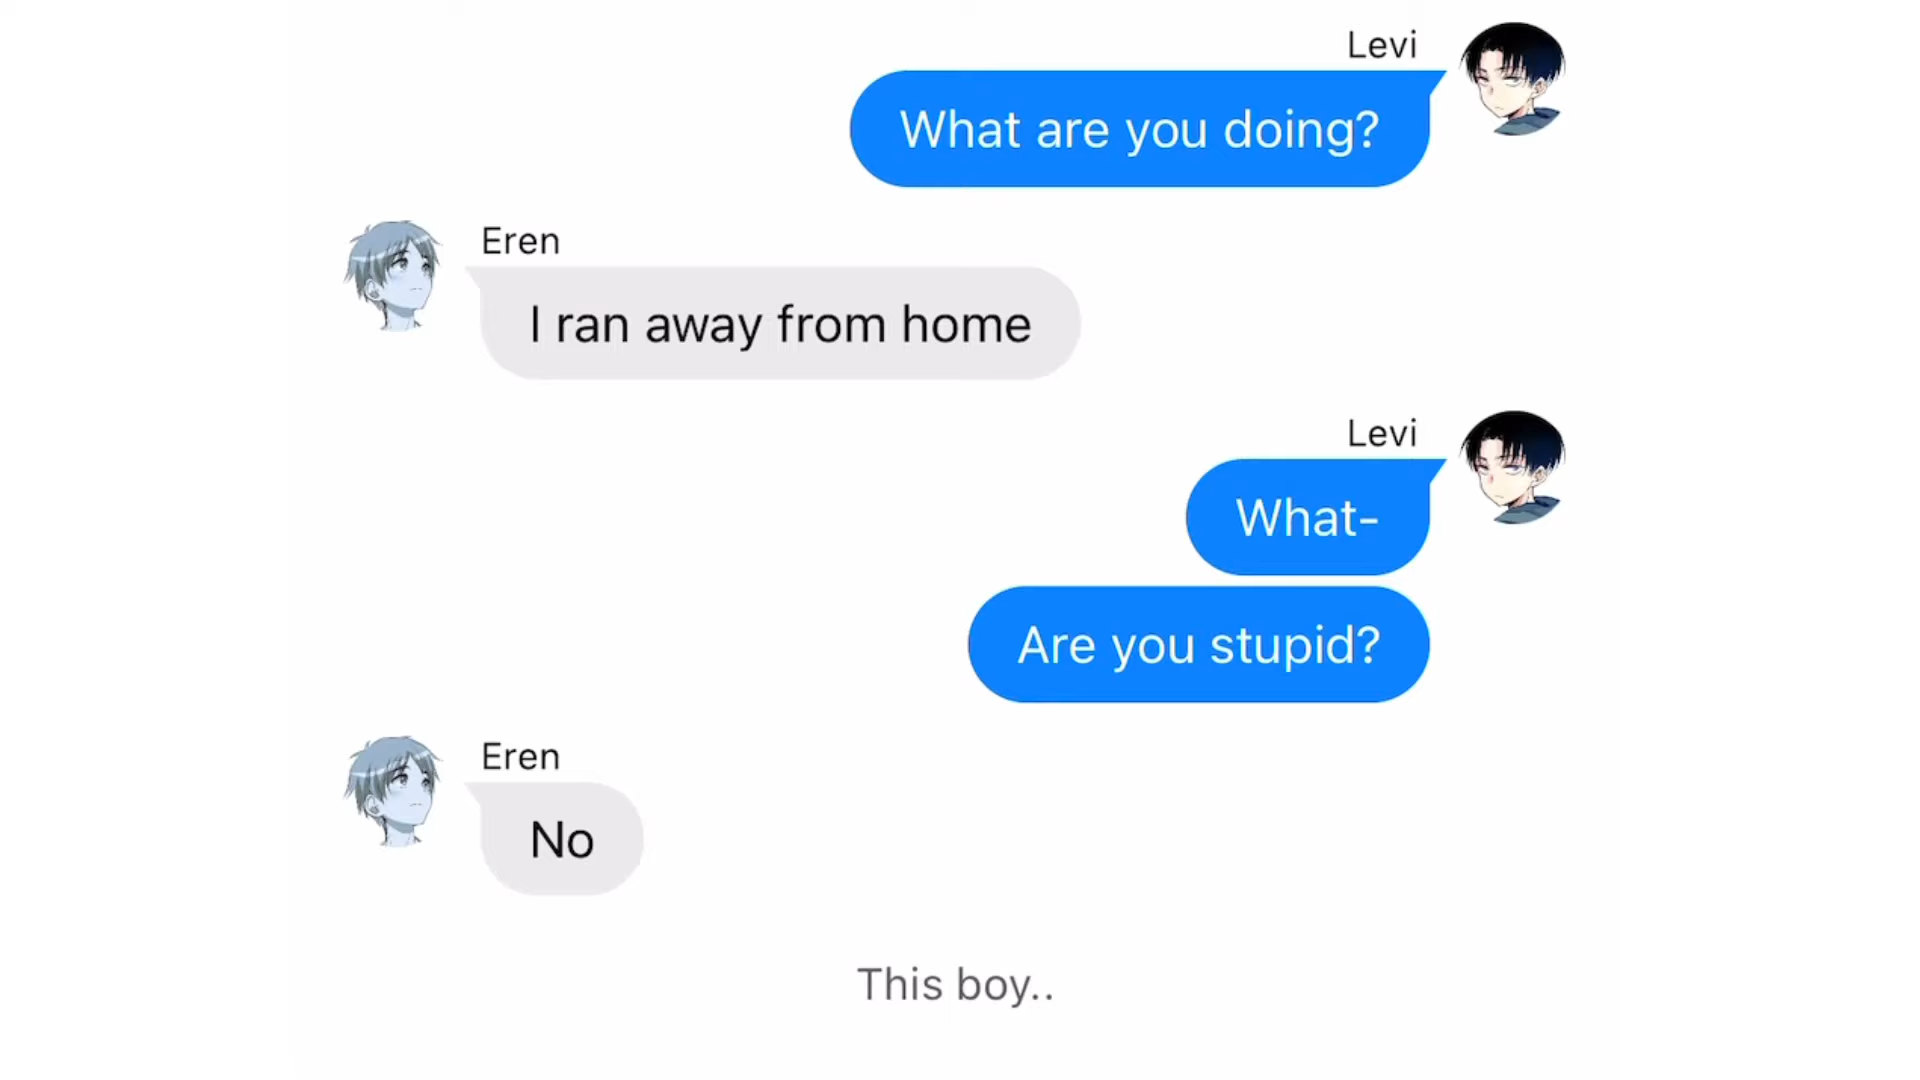 Levi
What are you doing?
Eren
I ran away from home
Levi
What-
Are you stupid?
Eren
No
This boy..